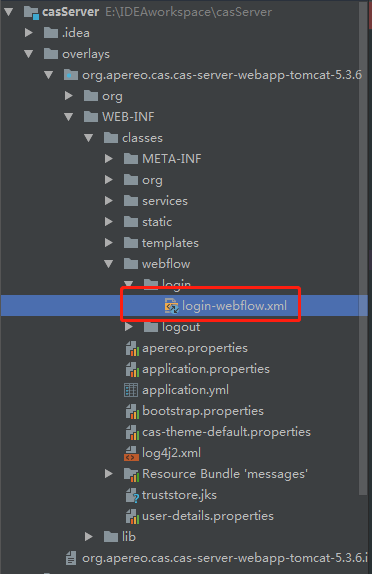 casServer E:\IDEAworkspace\casServer
.idea
overlays
org.apereo.cas.cas-server-webapp-tomcat-5.3.6
org
WEB-INF
classes
META-INF
org
services
static
templates
webflow
login
login-webflow.xml
logout
apereo.properties
application.properties
application.yml
bootstrap.properties
cas-theme-default.properties
log4j2.xml
Resource Bundle 'messages'
truststore.jks
user-details.properties
lib
org.apereo.cas.cas-server-webapp-tomcat-5.3.6.i